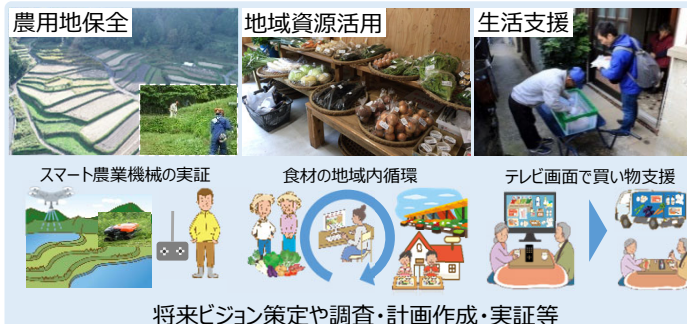 農用地保全
地域資源活用
生活支援
スマート農業機械の実証
食材の地域内循環
テレビ画面で買い物支援
将来ビジョン策定や調査・計画作成・実証等